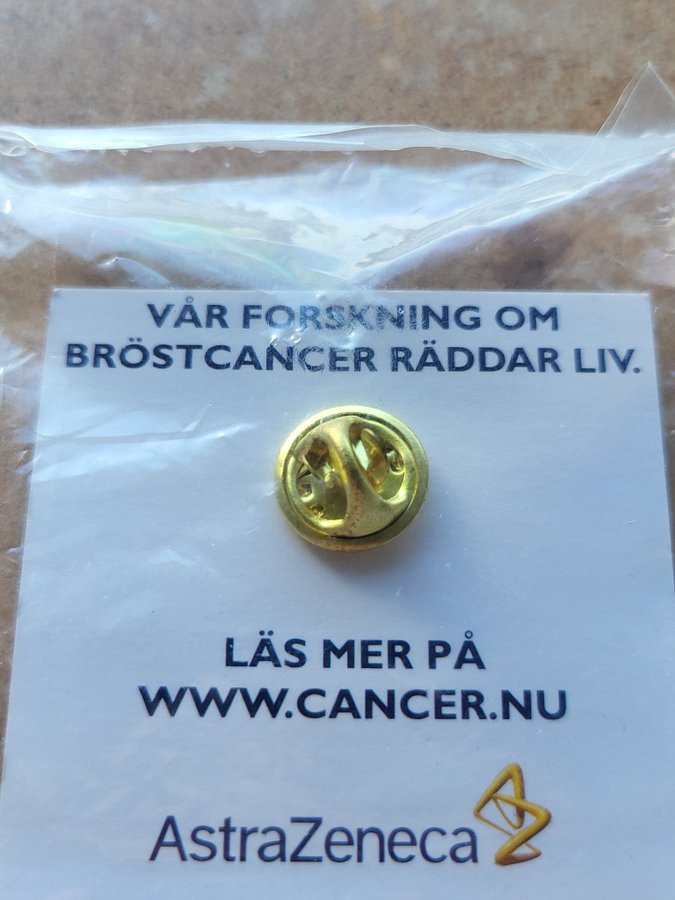 VÅR FORSKNING OM
BRÖSTCANCER RÄDDAR LIV.
LÄS MER PÅ
WWW.CANCER.NU
AstraZeneca